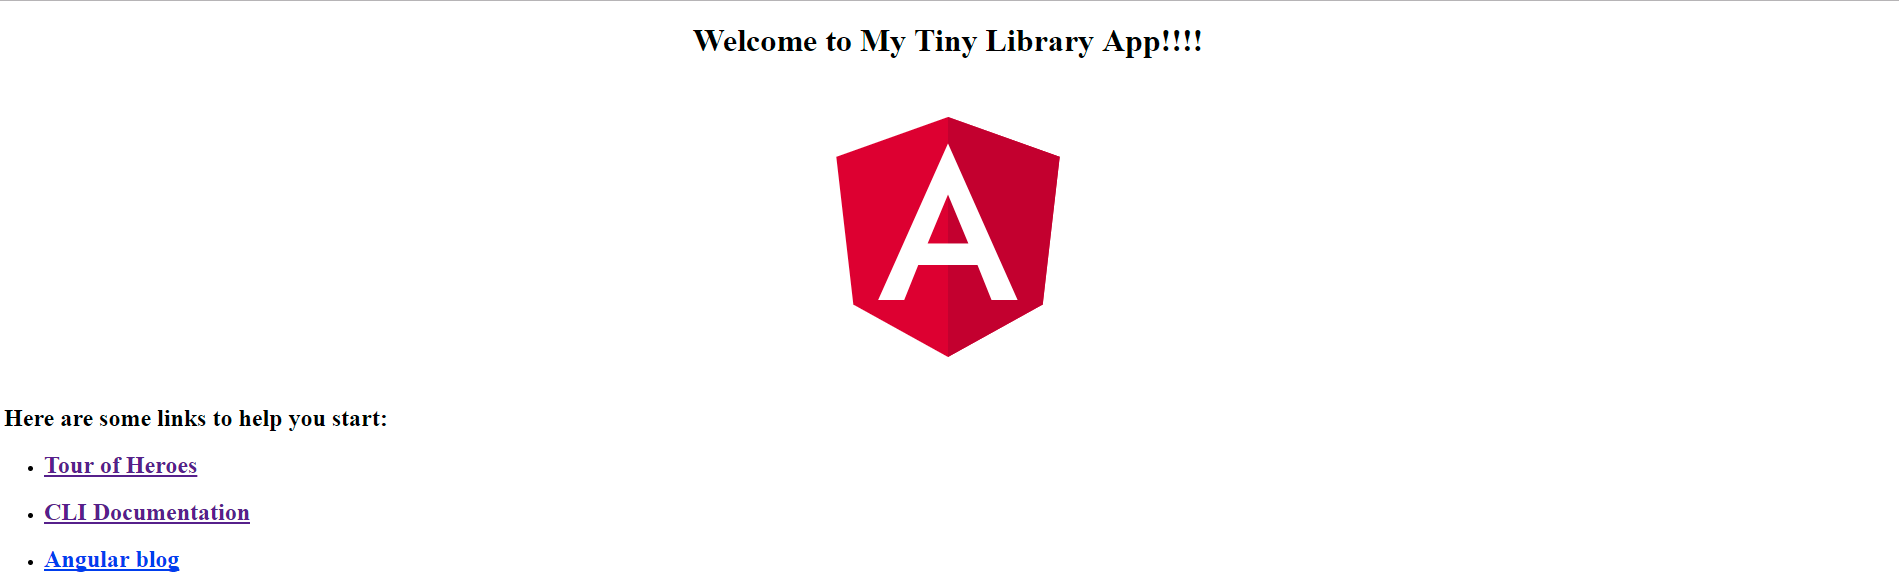 Welcome to My Tiny Library App!!!!
A
Here are some links to help you start:
Tour of Heroes
CLI Documentation
Angular blog